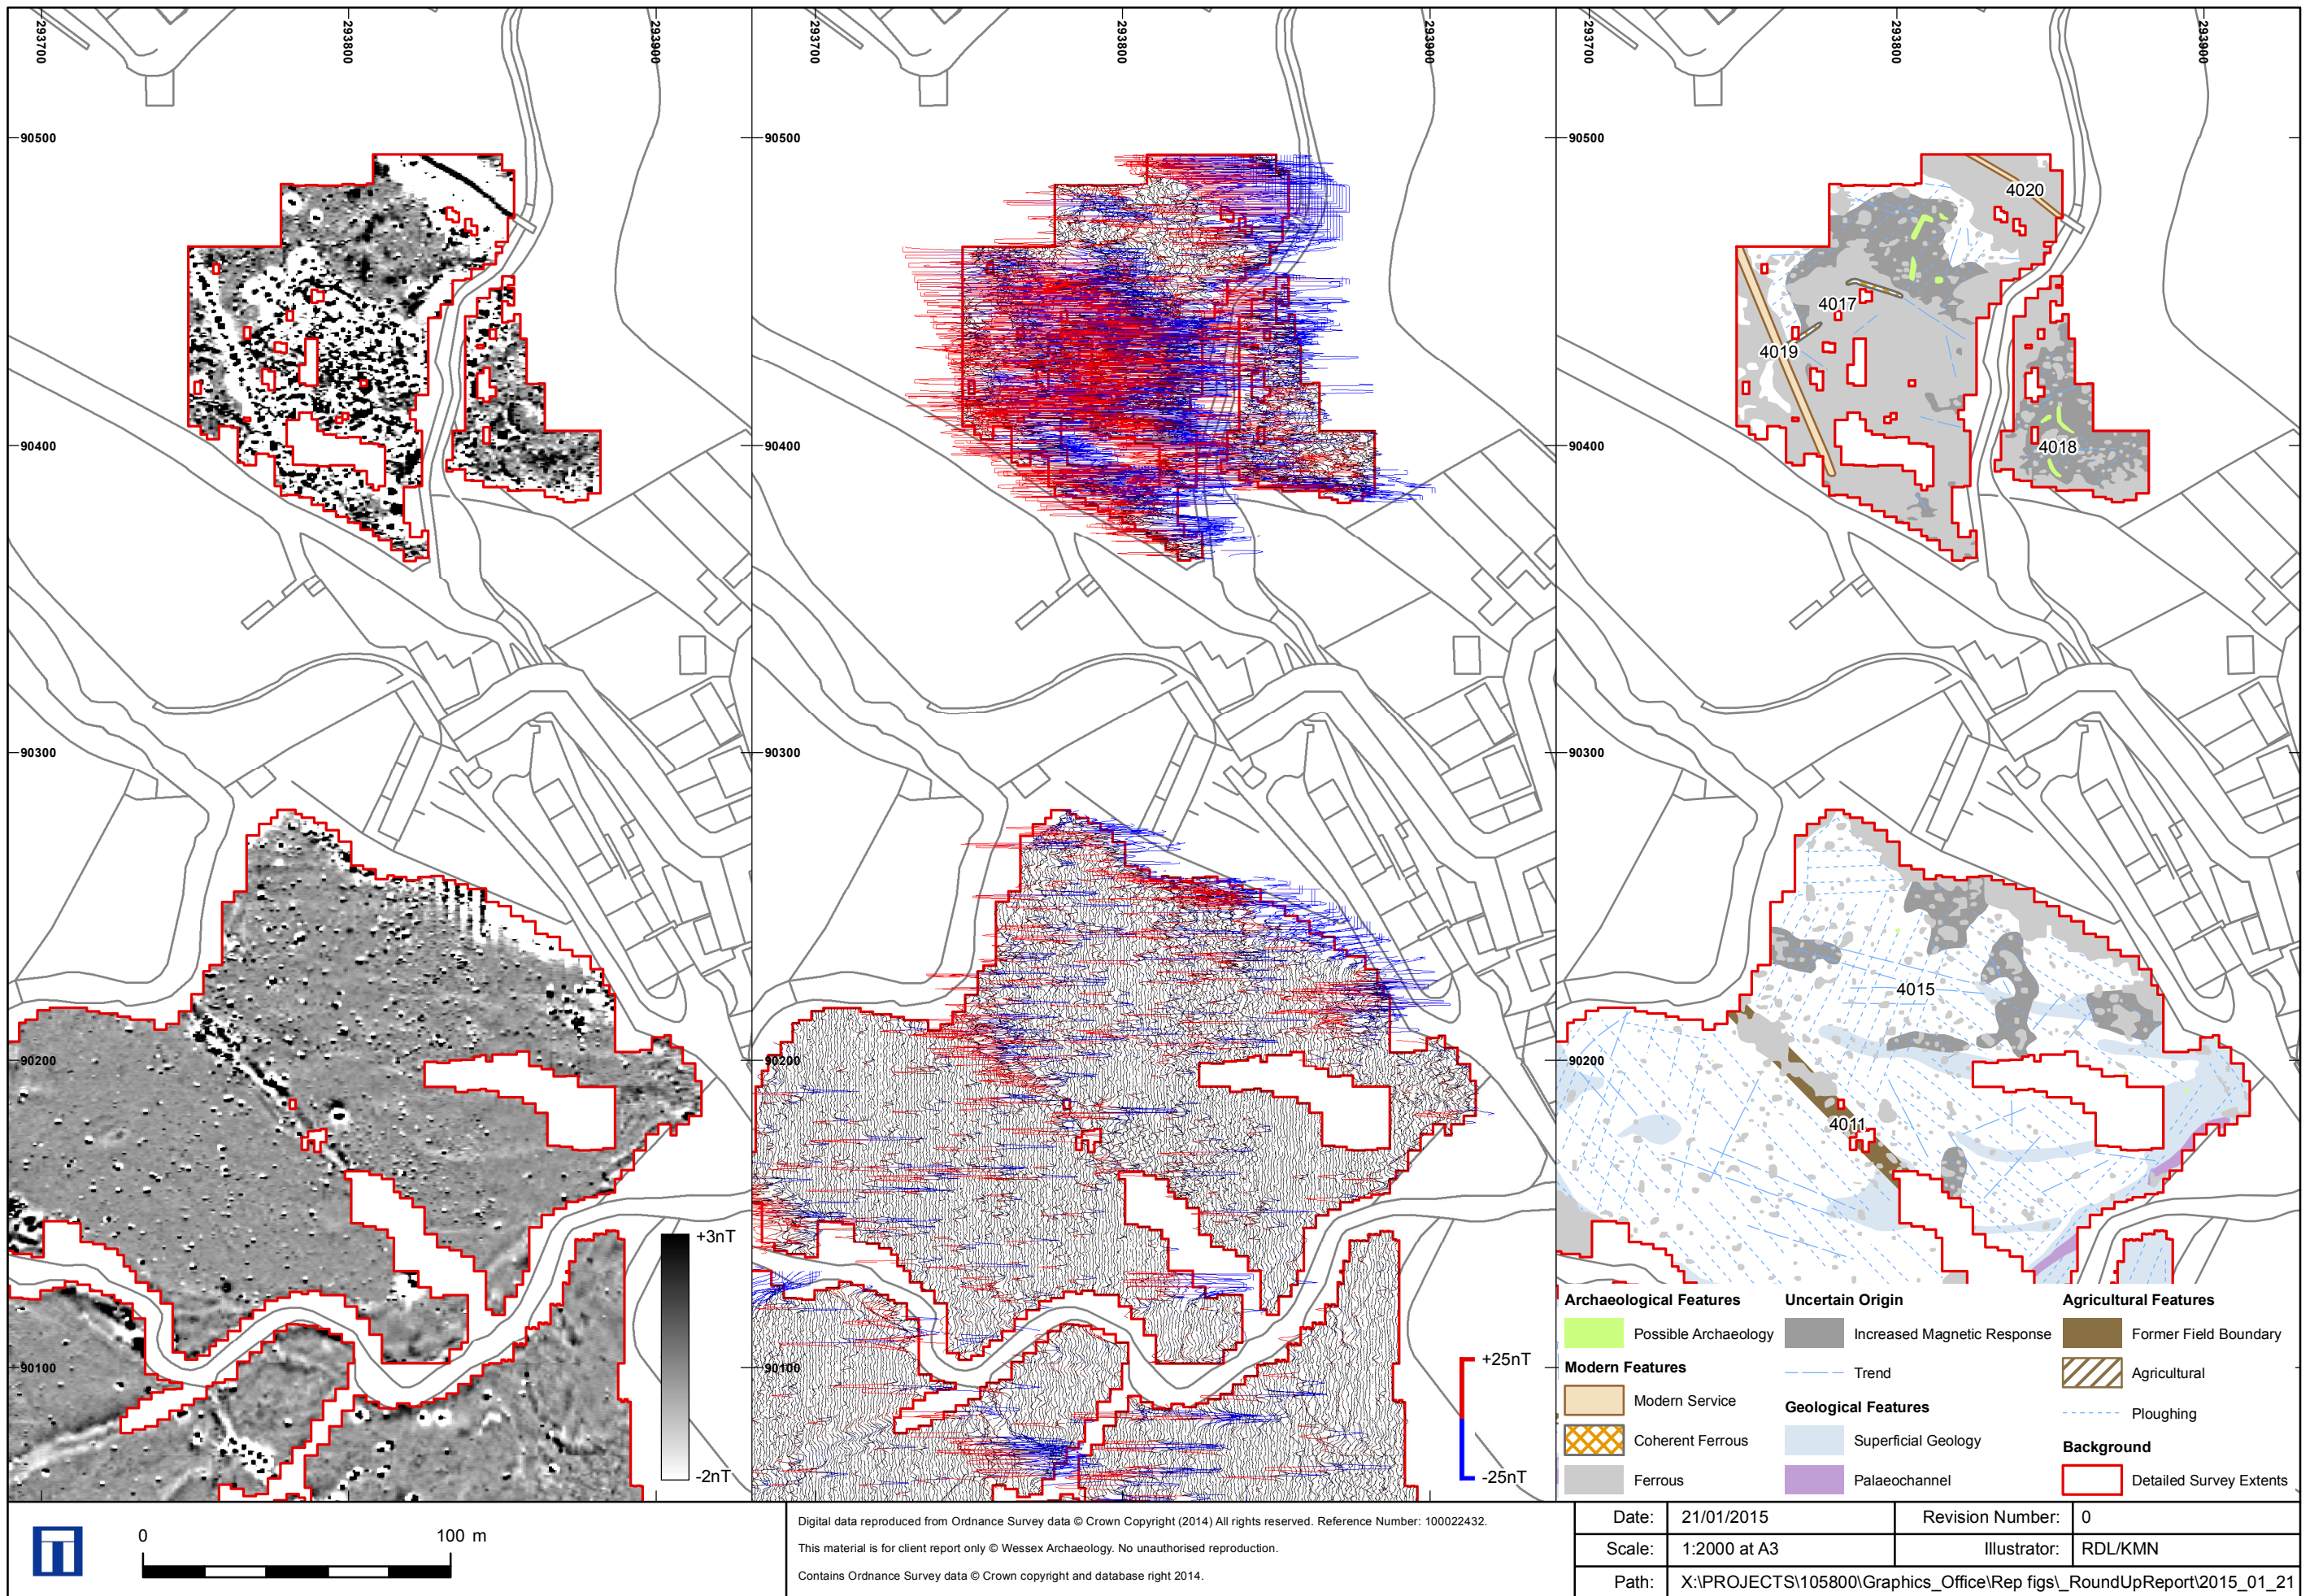 293700
293800
293900
293700
293800
293900
293700
293800
293900
90500
90500
90500
4020
4017
4019
90400
90400
90400
4018
90300
90300
90300
4015
90200
90200
90200
4011
+3nT
-2nT
90100
90100
+25nT
-25nT
Archaeological Features
Possible Archaeology
Modern Features
Modern Service
Coherent Ferrous
Ferrous
Uncertain Origin
Increased Magnetic Response
Trend
Geological Features
Superficial Geology
Palaeochannel
Agricultural Features
Former Field Boundary
Agricultural
Ploughing
Background
Detailed Survey Extents
0 100 m
Digital data reproduced from Ordnance Survey data © Crown Copyright (2014) All rights reserved. Reference Number: 100022432.
This material is for client report only © Wessex Archaeology. No unauthorised reproduction.
Contains Ordnance Survey data © Crown copyright and database right 2014.
Date: 21/01/2015 Revision Number: 0
Scale: 1:2000 at A3 Illustrator: RDL/KMN
Path: X:\PROJECTS\105800\Graphics_Office\Rep figs\_RoundUpReport\2015_01_21